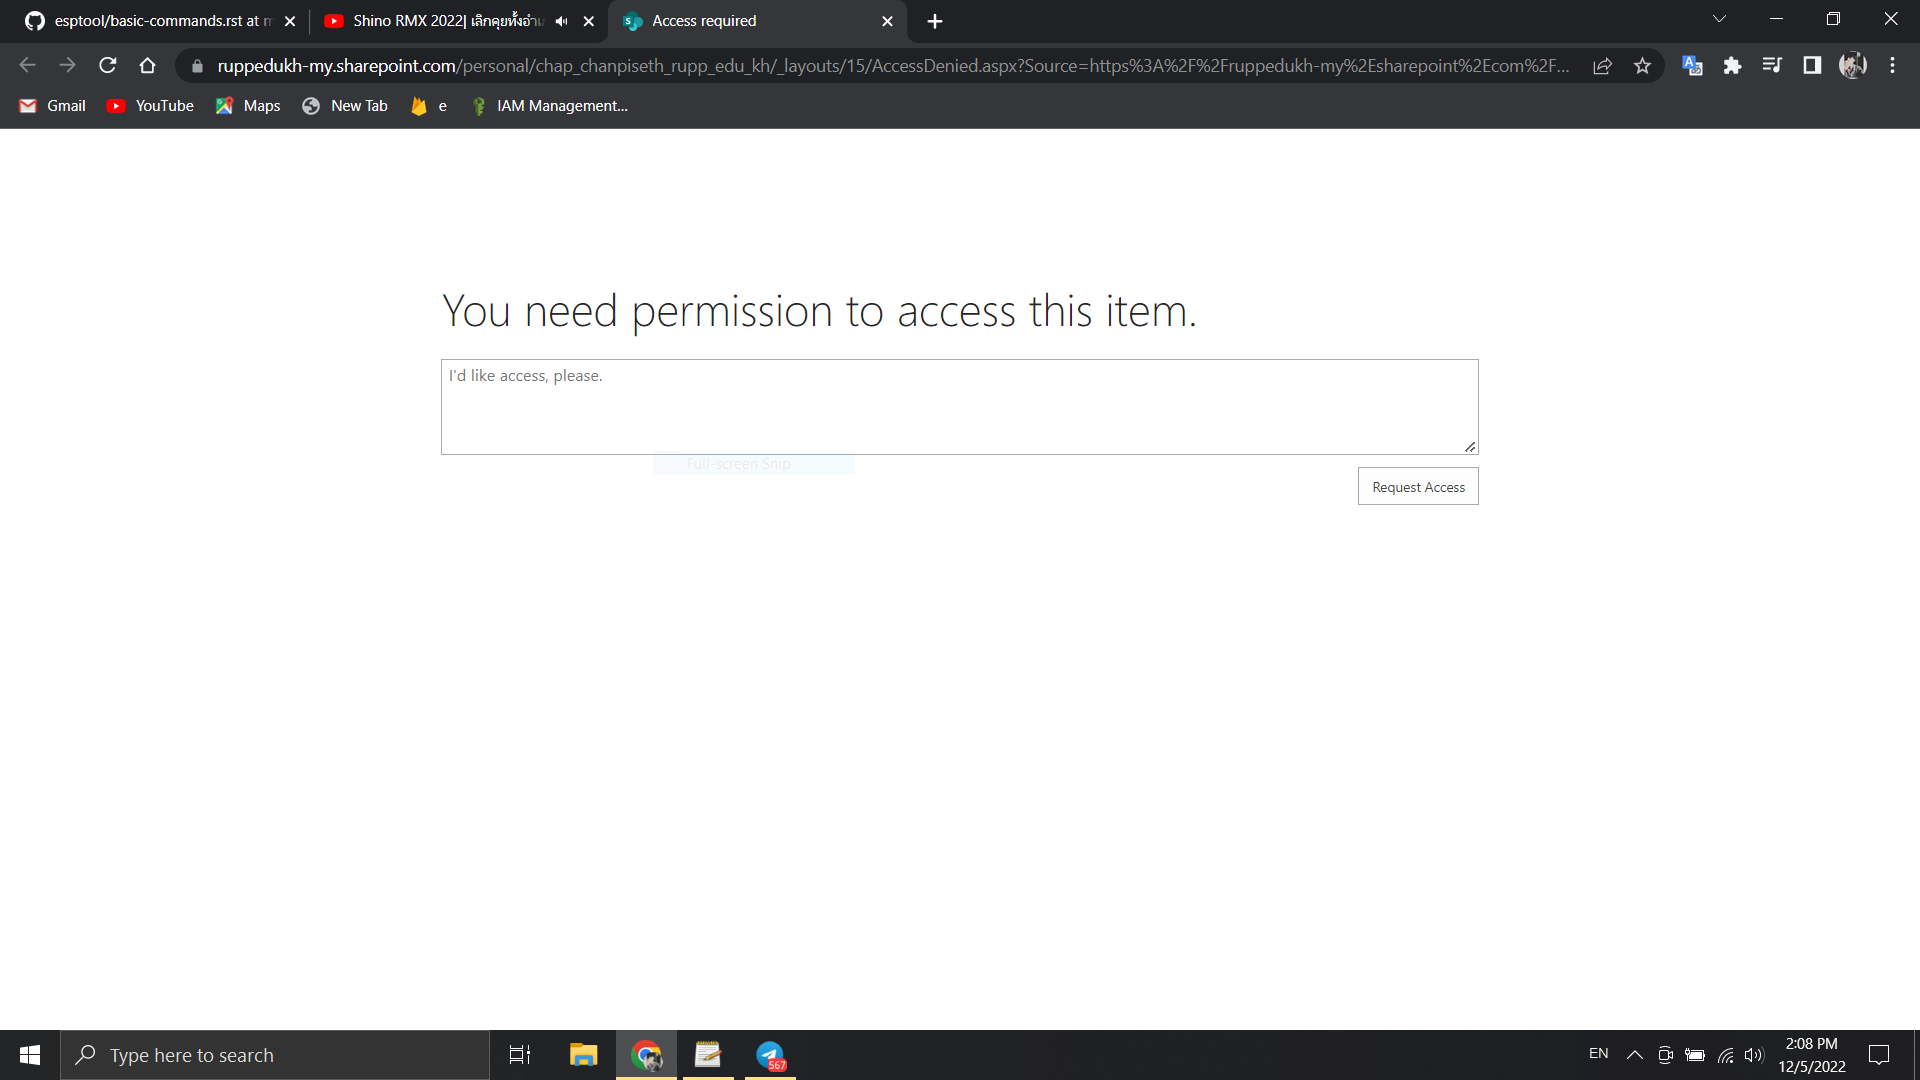 esptool/basic-commands.rst at m
Shino RMX 2022| เลิกคุยทั้งอำเภ
Access required
ruppedukh-my.sharepoint.com/personal/chap_chanpiseth_rupp_edu_kh/_layouts/15/AccessDenied.aspx?Source=https%3A%2F%2Fruppedukh-my%2Esharepoint%2Ecom%2F...
Gmail
YouTube
Maps
New Tab
e
IAM Management...
You need permission to access this item.
I'd like access, please.
Full-screen Snip
Request Access
Type here to search
567
EN
2:08 PM
12/5/2022